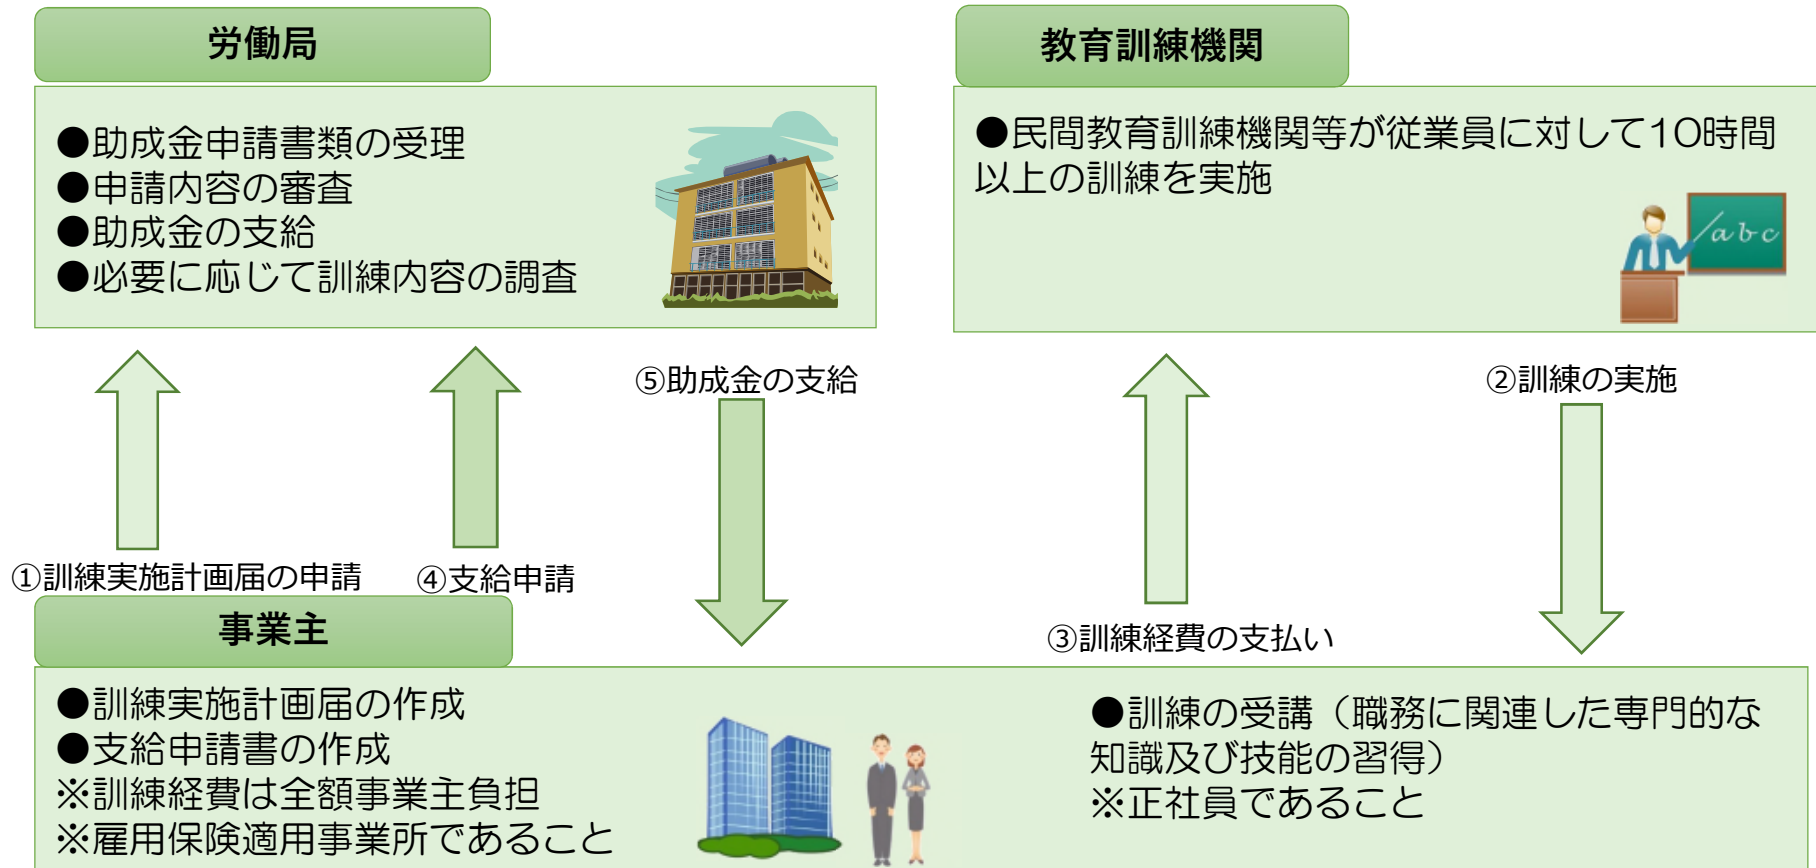 労働局
●助成金申請書類の受理
●申請内容の審査
●助成金の支給
●必要に応じて訓練内容の調査
教育訓練機関
●民間教育訓練機関等が従業員に対して10時間
以上の訓練を実施
abc
①訓練実施計画届の申請
④支給申請
⑤助成金の支給
③訓練経費の支払い
②訓練の実施
事業主
●訓練実施計画届の作成
●支給申請書の作成
※訓練経費は全額事業主負担
※雇用保険適用事業所であること
●訓練の受講（職務に関連した専門的な
知識及び技能の習得）
※正社員であること